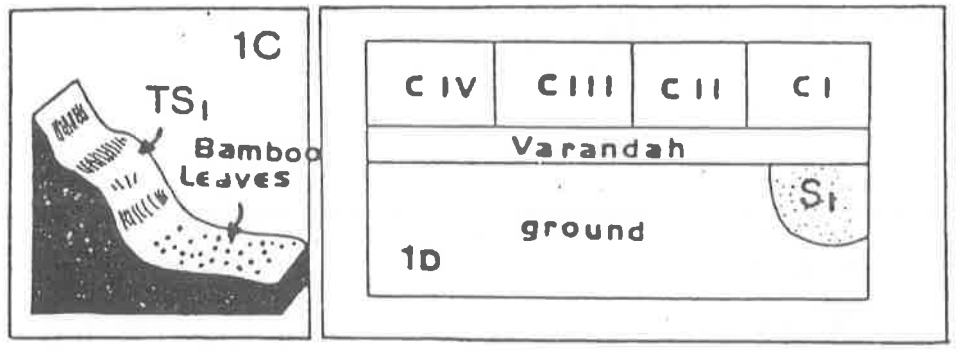 1C
TS1
Bamboo
Leaves
C IV C III C II C I
Varandah
S1
ground
1D